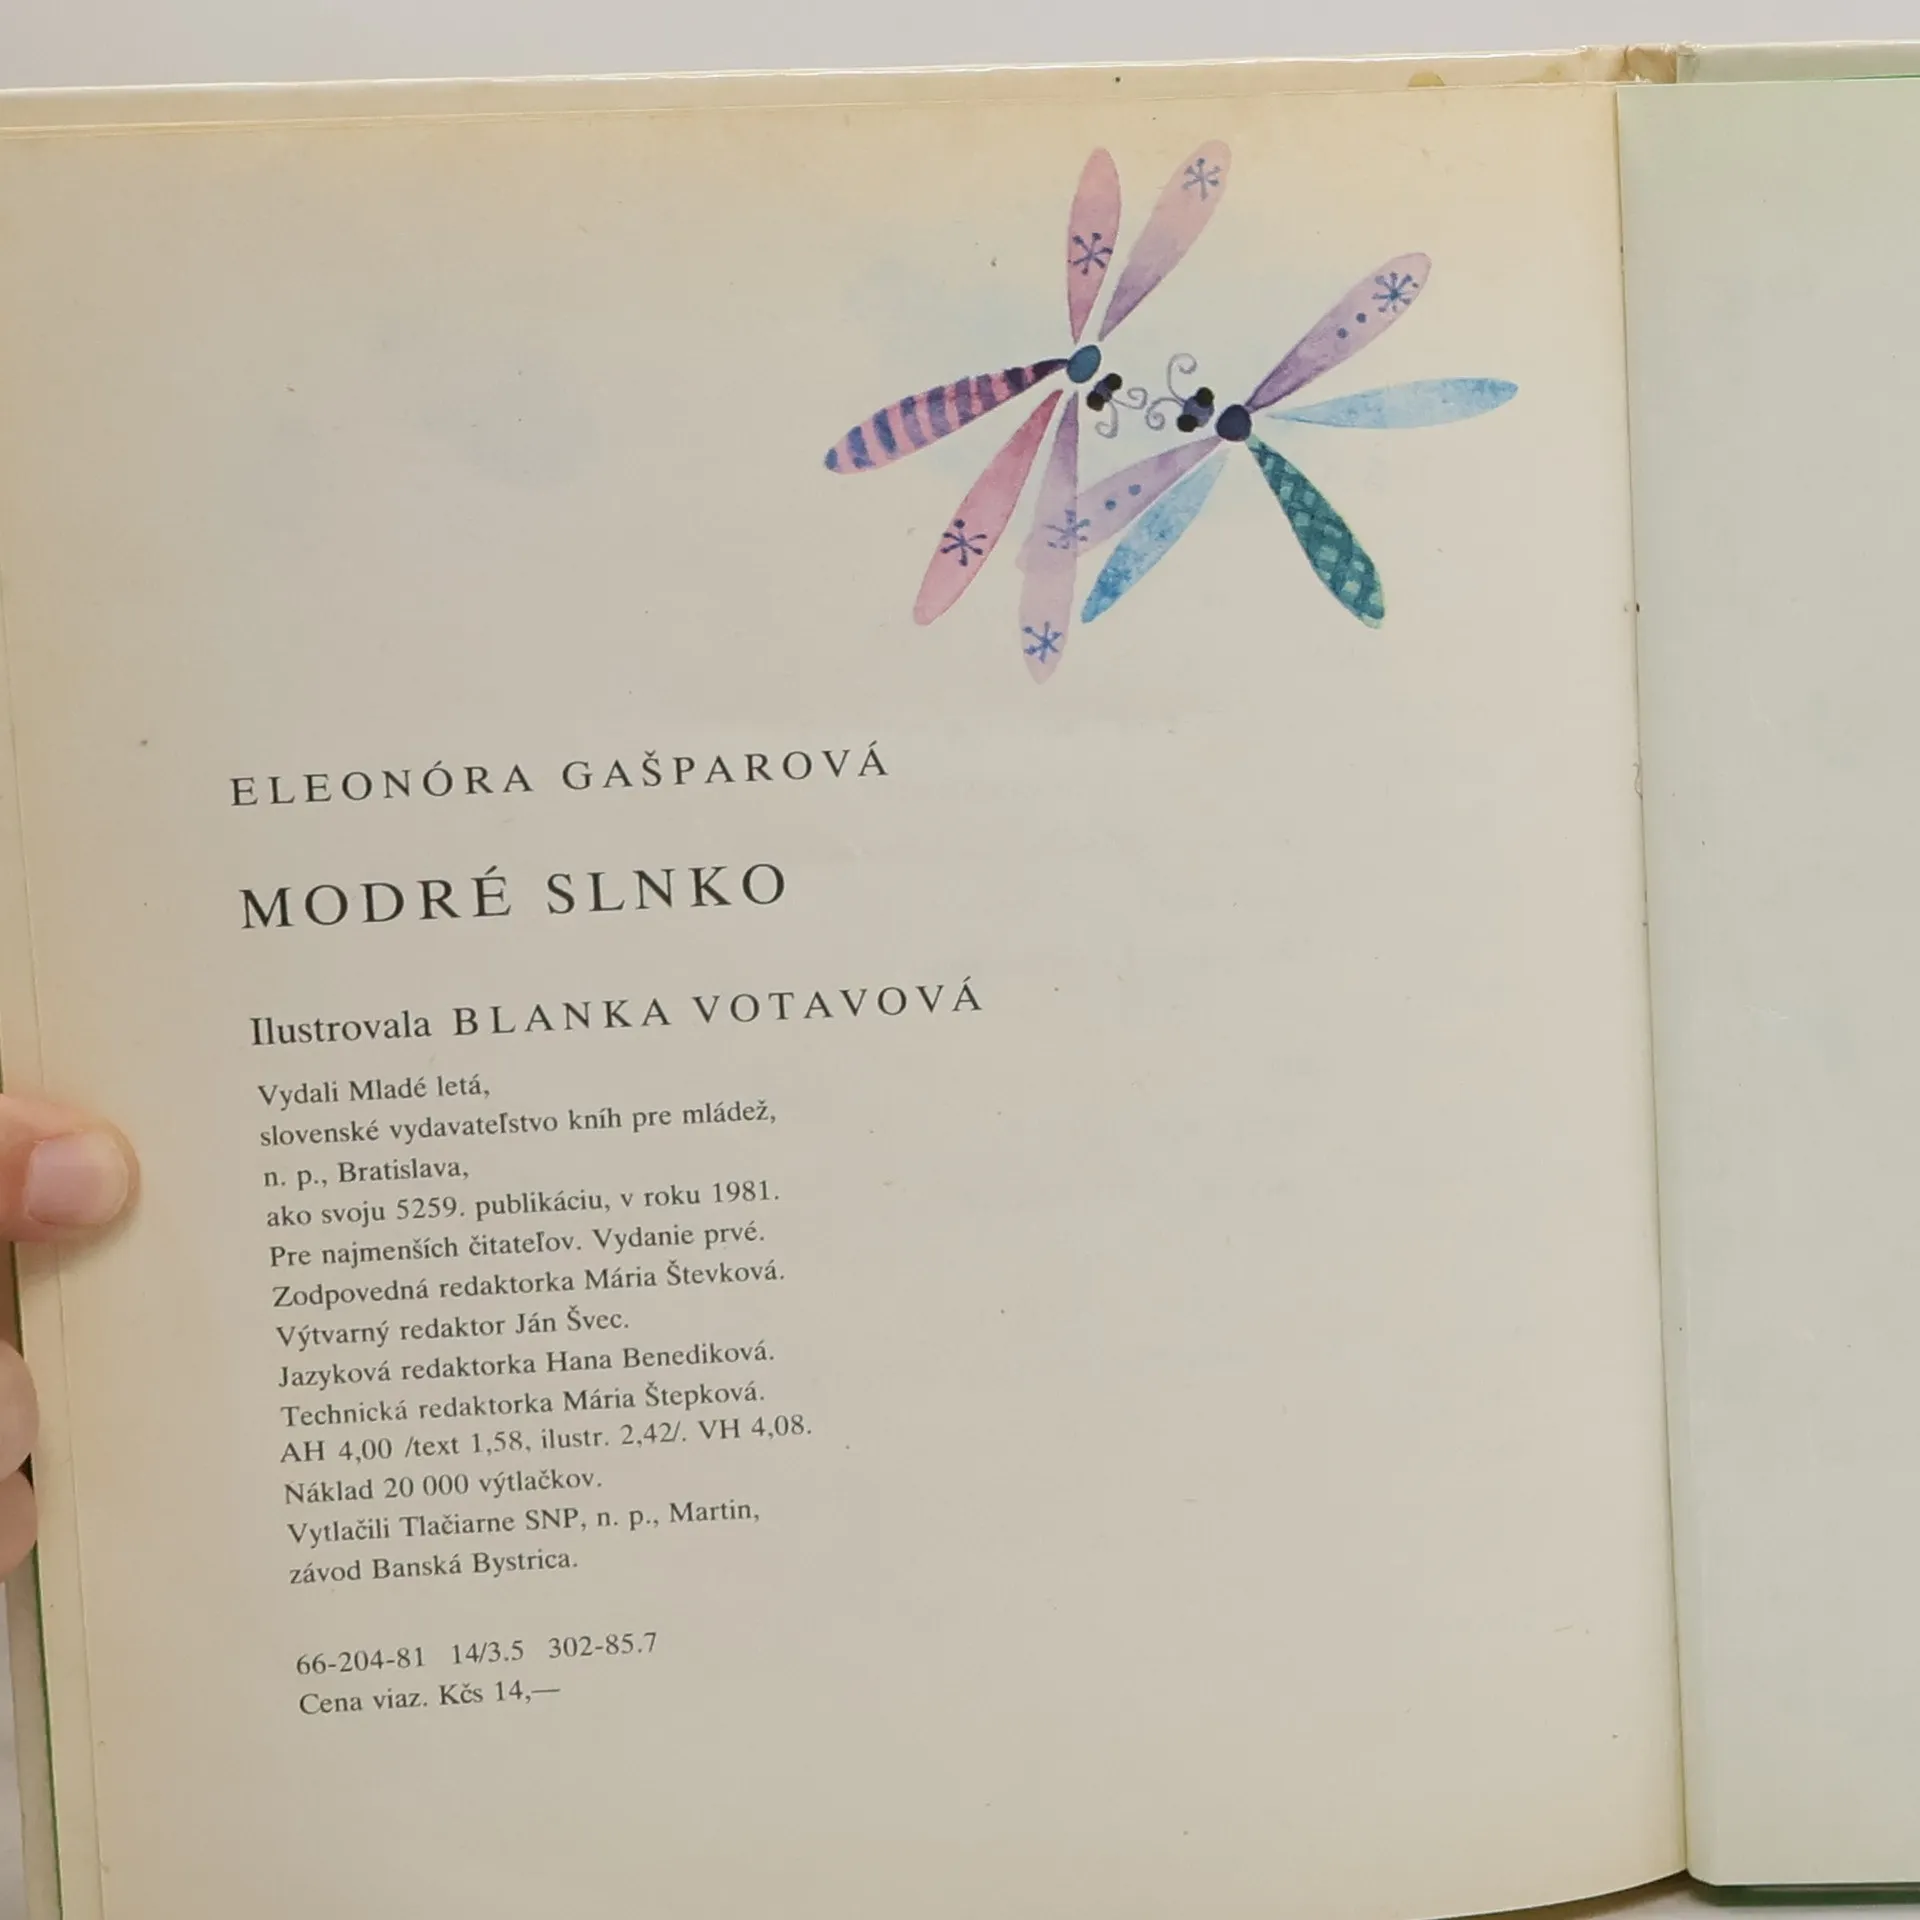 ELEONÓRA GAŠPAROVÁ
MODRÉ SLNKO
Ilustrovala BLANKA VOTAVOVÁ
Vydali Mladé letá,
slovenské vydavateľstvo kníh pre mládež,
n. p., Bratislava,
ako svoju 5259. publikáciu, v roku 1981.
Pre najmenších čitateľov. Vydanie prvé.
Zodpovedná redaktorka Mária Števková.
Výtvarný redaktor Ján Švec.
Jazyková redaktorka Hana Benediková.
Technická redaktorka Mária Štepková.
AH 4,00 /text 1,58, ilustr. 2,42/. VH 4,08.
Náklad 20 000 výtlačkov.
Vytlačili Tlačiarne SNP, n. p., Martin,
závod Banská Bystrica.
66-204-81 14/3.5 302-85.7
Cena viaz. Kčs 14,—